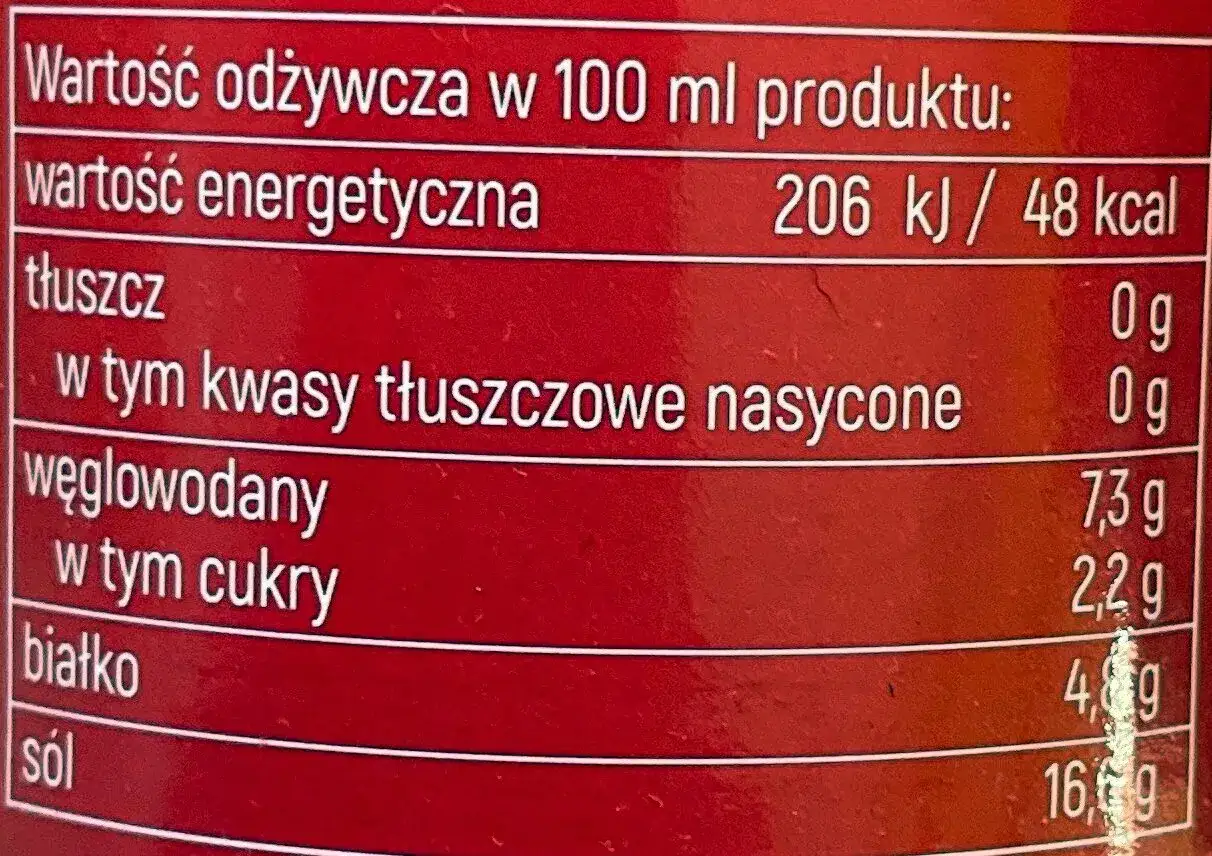 Wartość odżywcza w 100 ml produktu:
wartość energetyczna 206 kJ / 48 kcal
tłuszcz 0 g
w tym kwasy tłuszczowe nasycone 0 g
węglowodany 7,3 g
w tym cukry 2,2 g
białko g
sól g